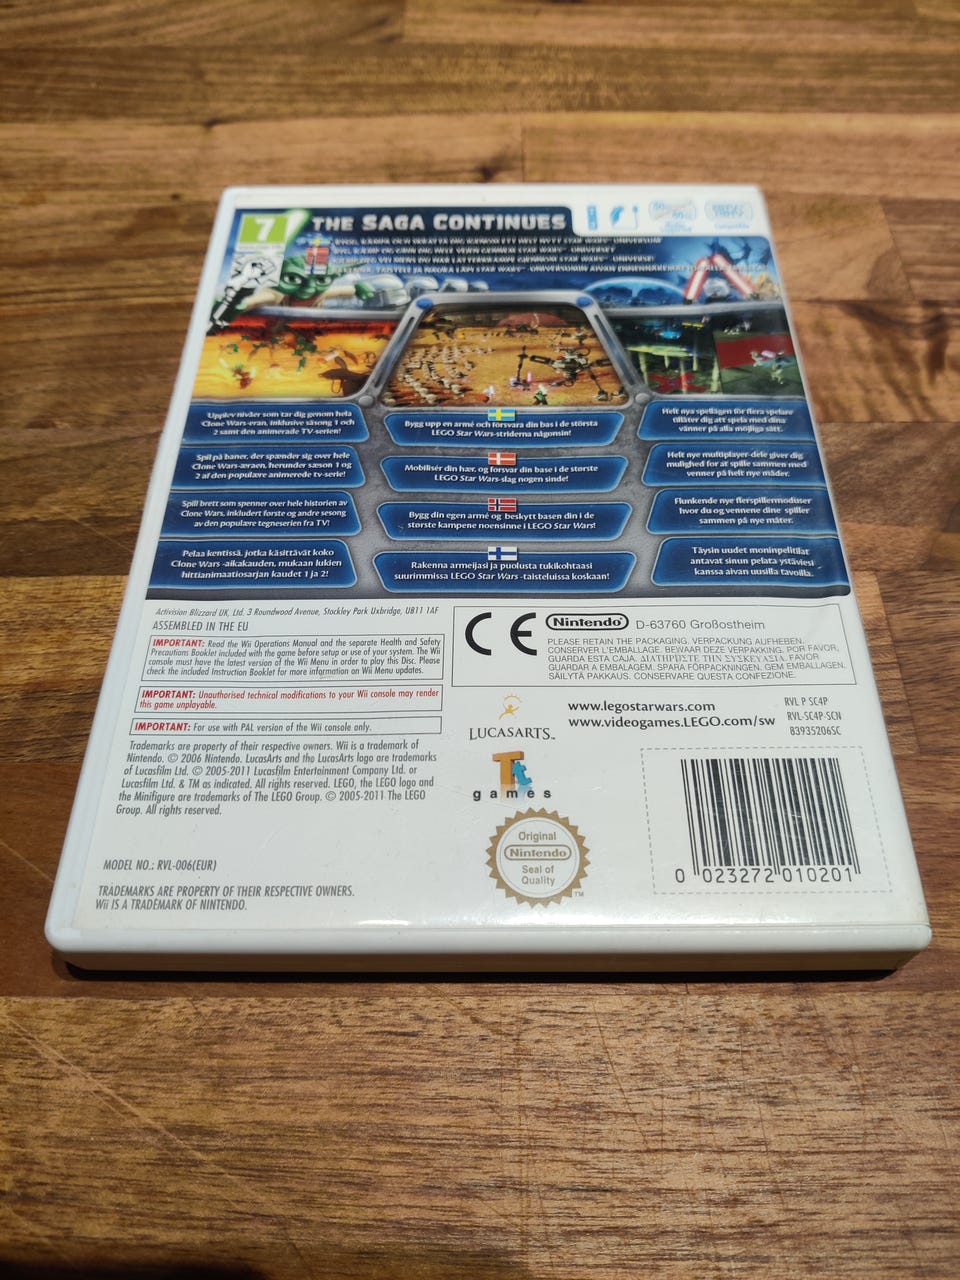 7
THE SAGA CONTINUES
Upplev nivåer som tar dig genom hela
Clone Wars-eran, inklusive säsong 1 och
2 samt den animerade TV-serien!
Spil på baner, der spænder sig over hele
Clone Wars-æraen, herunder sæson 1 og
2 af den populære animerede tv-serie!
Spill brett som spenner over hele historien av
Clone Wars, inkludert første og andre sesong
av den populære tegneserien fra TV!
Pelaa kentissä, jotka käsittävät koko
Clone Wars -aikakauden, mukaan lukien
hittianimaatiosarjan kaudet 1 ja 2!
Bygg upp en armé och försvara din bas i de största
LEGO Star Wars-striderna någonsin!
Mobilisér din hær, og forsvar din base i de største
LEGO Star Wars-slag nogen sinde!
Bygg din egen armé og beskytt basen din i de
største kampene noensinne i LEGO Star Wars!
Rakenna armeijasi ja puolusta tukikohtaasi
suurimmissa LEGO Star Wars -taisteluissa koskaan!
Helt nya spellägen för flera spelare
tillåter dig att spela med dina
vänner på alla möjliga sätt.
Helt nye multiplayer-dele giver dig
mulighed for at spille sammen med
venner på helt nye måder.
Flunkende nye flerspillermoduser
hvor du og vennene dine spiller
sammen på nye måter.
Täysin uudet moninpelitilat
antavat sinun pelata ystäviesi
kanssa aivan uusilla tavoilla.
Activision Blizzard UK, Ltd. 3 Roundwood Avenue, Stockley Park Uxbridge, UB11 1AF
ASSEMBLED IN THE EU
IMPORTANT: Read the Wii Operations Manual and the separate Health and Safety
Precautions Booklet included with the game before setup or use of your system. The Wii
console must have the latest version of the Wii Menu in order to play this Disc. Please
check the included Instruction Booklet for more information on Wii Menu updates.
IMPORTANT: Unauthorised technical modifications to your Wii console may render
this game unplayable.
IMPORTANT: For use with PAL version of the Wii console only.
Trademarks are property of their respective owners. Wii is a trademark of
Nintendo. © 2006 Nintendo. LucasArts and the LucasArts logo are trademarks
of Lucasfilm Ltd. © 2005-2011 Lucasfilm Entertainment Company Ltd. or
Lucasfilm Ltd. & TM as indicated. All rights reserved. LEGO, the LEGO logo and
the Minifigure are trademarks of The LEGO Group. © 2005-2011 The LEGO
Group. All rights reserved.
MODEL NO.: RVL-006(EUR)
TRADEMARKS ARE PROPERTY OF THEIR RESPECTIVE OWNERS.
Wii IS A TRADEMARK OF NINTENDO.
CE Nintendo D-63760 Großostheim
PLEASE RETAIN THE PACKAGING. VERPACKUNG AUFHEBEN.
CONSERVER L'EMBALLAGE. BEWAAR DEZE VERPAKKING. POR FAVOR,
GUARDA ESTA CAJA. ΔΙΑΤΗΡΗΣΤΕ ΤΗΝ ΣΥΣΚΕΥΑΣΙΑ. FAVOR
GUARDAR A EMBALAGEM. SPARA FÖRPACKNINGEN. GEM EMBALLAGEN.
SÄILYTÄ PAKKAUS. CONSERVARE QUESTA CONFEZIONE.
LUCASARTS™
www.legostarwars.com
www.videogames.LEGO.com/sw
RVL P SC4P
RVL-SC4P-SCN
83935206SC
Tt
games
Original
Nintendo
Seal of
Quality
TM
0 023272 010201